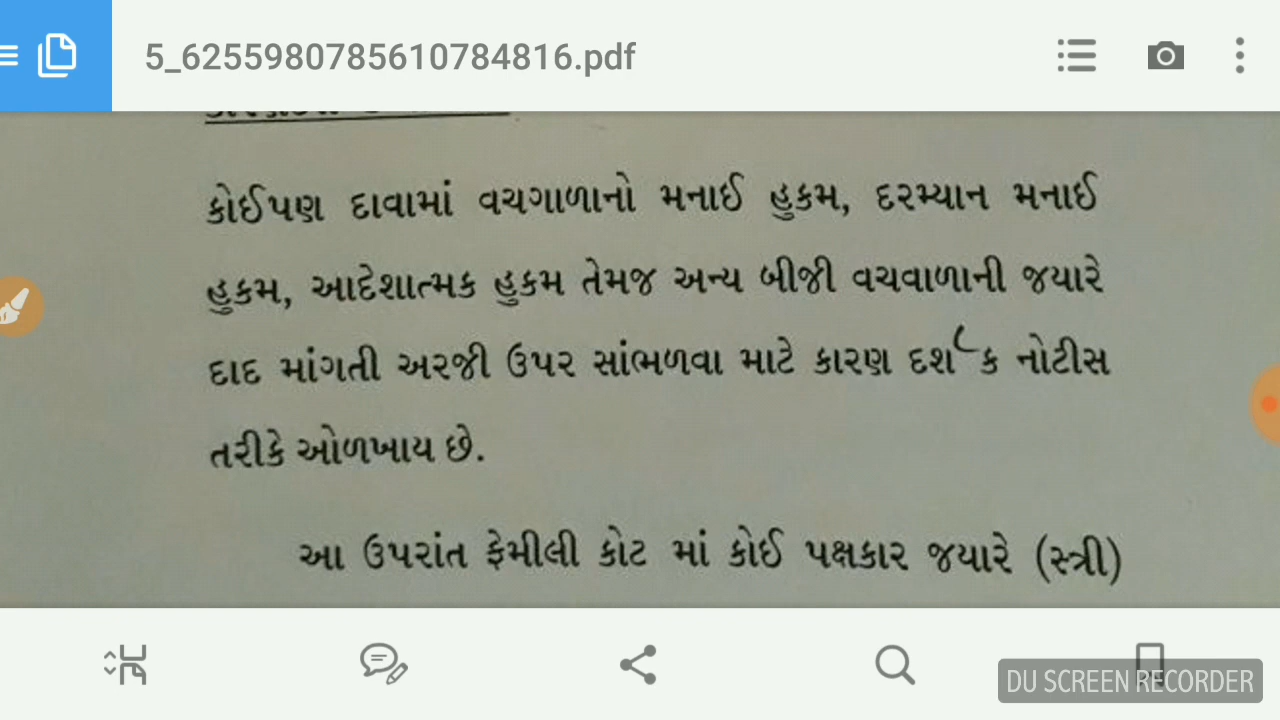 5_6255980785610784816.pdf
કોઈપણ દાવામાં વચગાળાનો મનાઈ હુકમ, દરમ્યાન મનાઈ
હુકમ, આદેશાત્મક હુકમ તેમજ અન્ય બીજી વચવાળાની જયારે
દાદ માંગતી અરજી ઉપર સાંભળવા માટે કારણ દર્શક નોટીસ
તરીકે ઓળખાય છે.
આ ઉપરાંત ફેમીલી કોટ માં કોઈ પક્ષકાર જયારે (સ્ત્રી)
DU SCREEN RECORDER